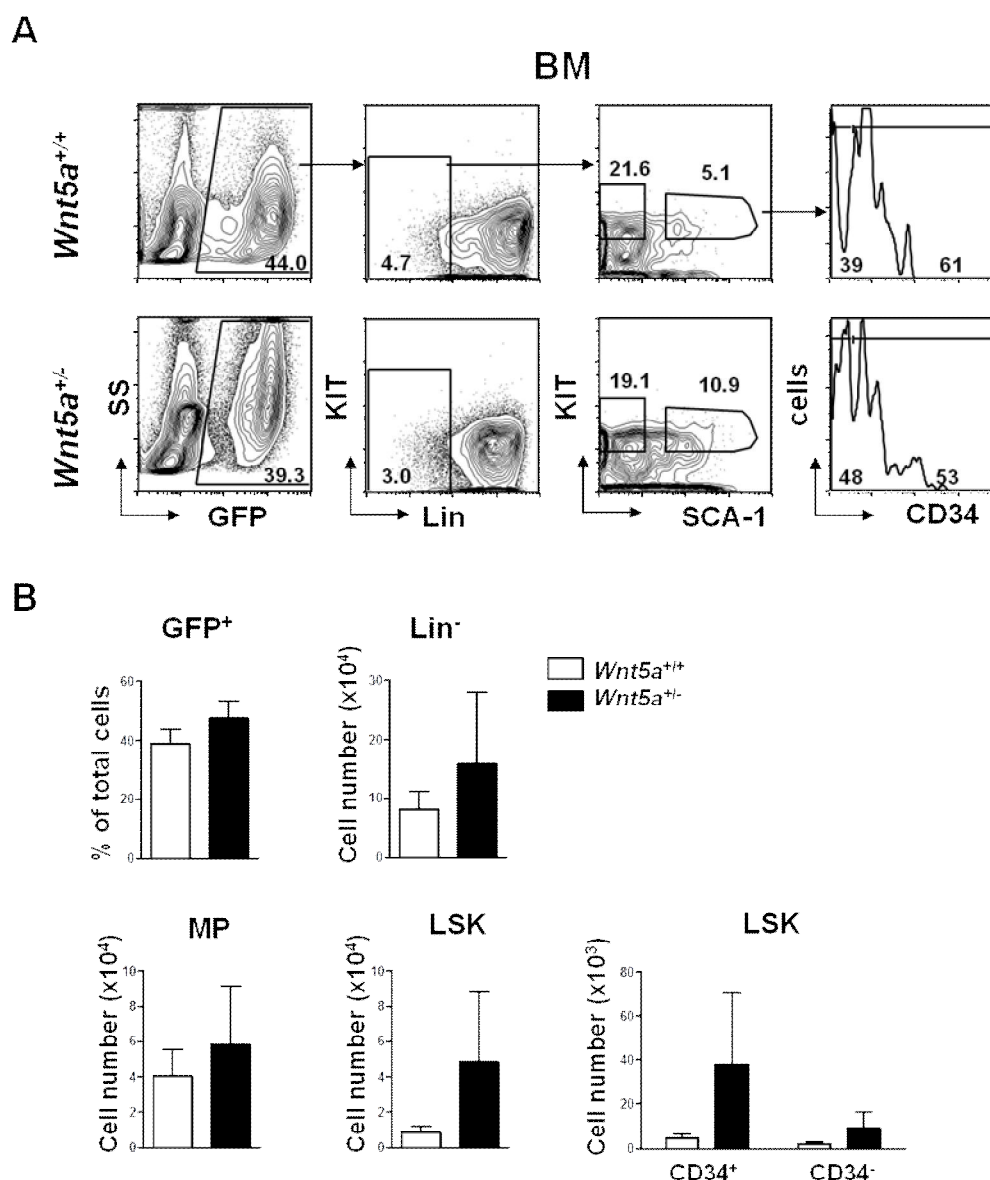 A
BM
Wnt5a+/+
44.0
4.7
21.6 5.1
39 61
Wnt5a+/-
SS
39.3
GFP
KIT
3.0
Lin
KIT
19.1 10.9
SCA-1
cells
48 53
CD34
B
GFP+
% of total cells
60
40
20
0
Lin-
Cell number (x10⁴)
30
20
10
0
Wnt5a+/+
Wnt5a+/-
MP
Cell number (x10⁴)
10
8
6
4
2
0
LSK
Cell number (x10⁴)
10
8
6
4
2
0
LSK
Cell number (x10³)
80
60
40
20
0
CD34+ CD34-